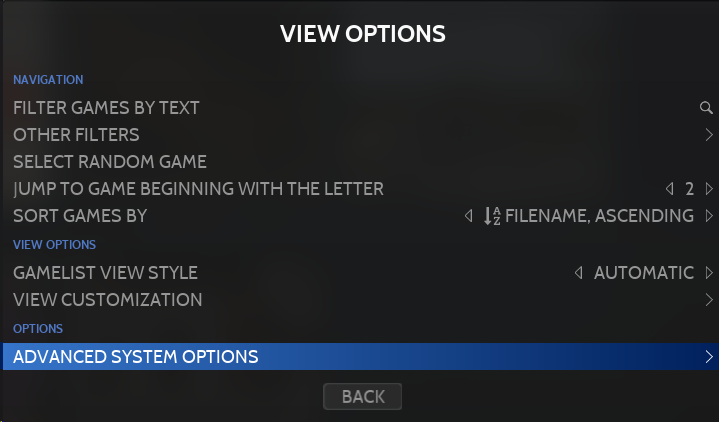 VIEW OPTIONS
NAVIGATION
FILTER GAMES BY TEXT
OTHER FILTERS
SELECT RANDOM GAME
JUMP TO GAME BEGINNING WITH THE LETTER 2
SORT GAMES BY FILENAME, ASCENDING
VIEW OPTIONS
GAMELIST VIEW STYLE AUTOMATIC
VIEW CUSTOMIZATION
OPTIONS
ADVANCED SYSTEM OPTIONS
BACK